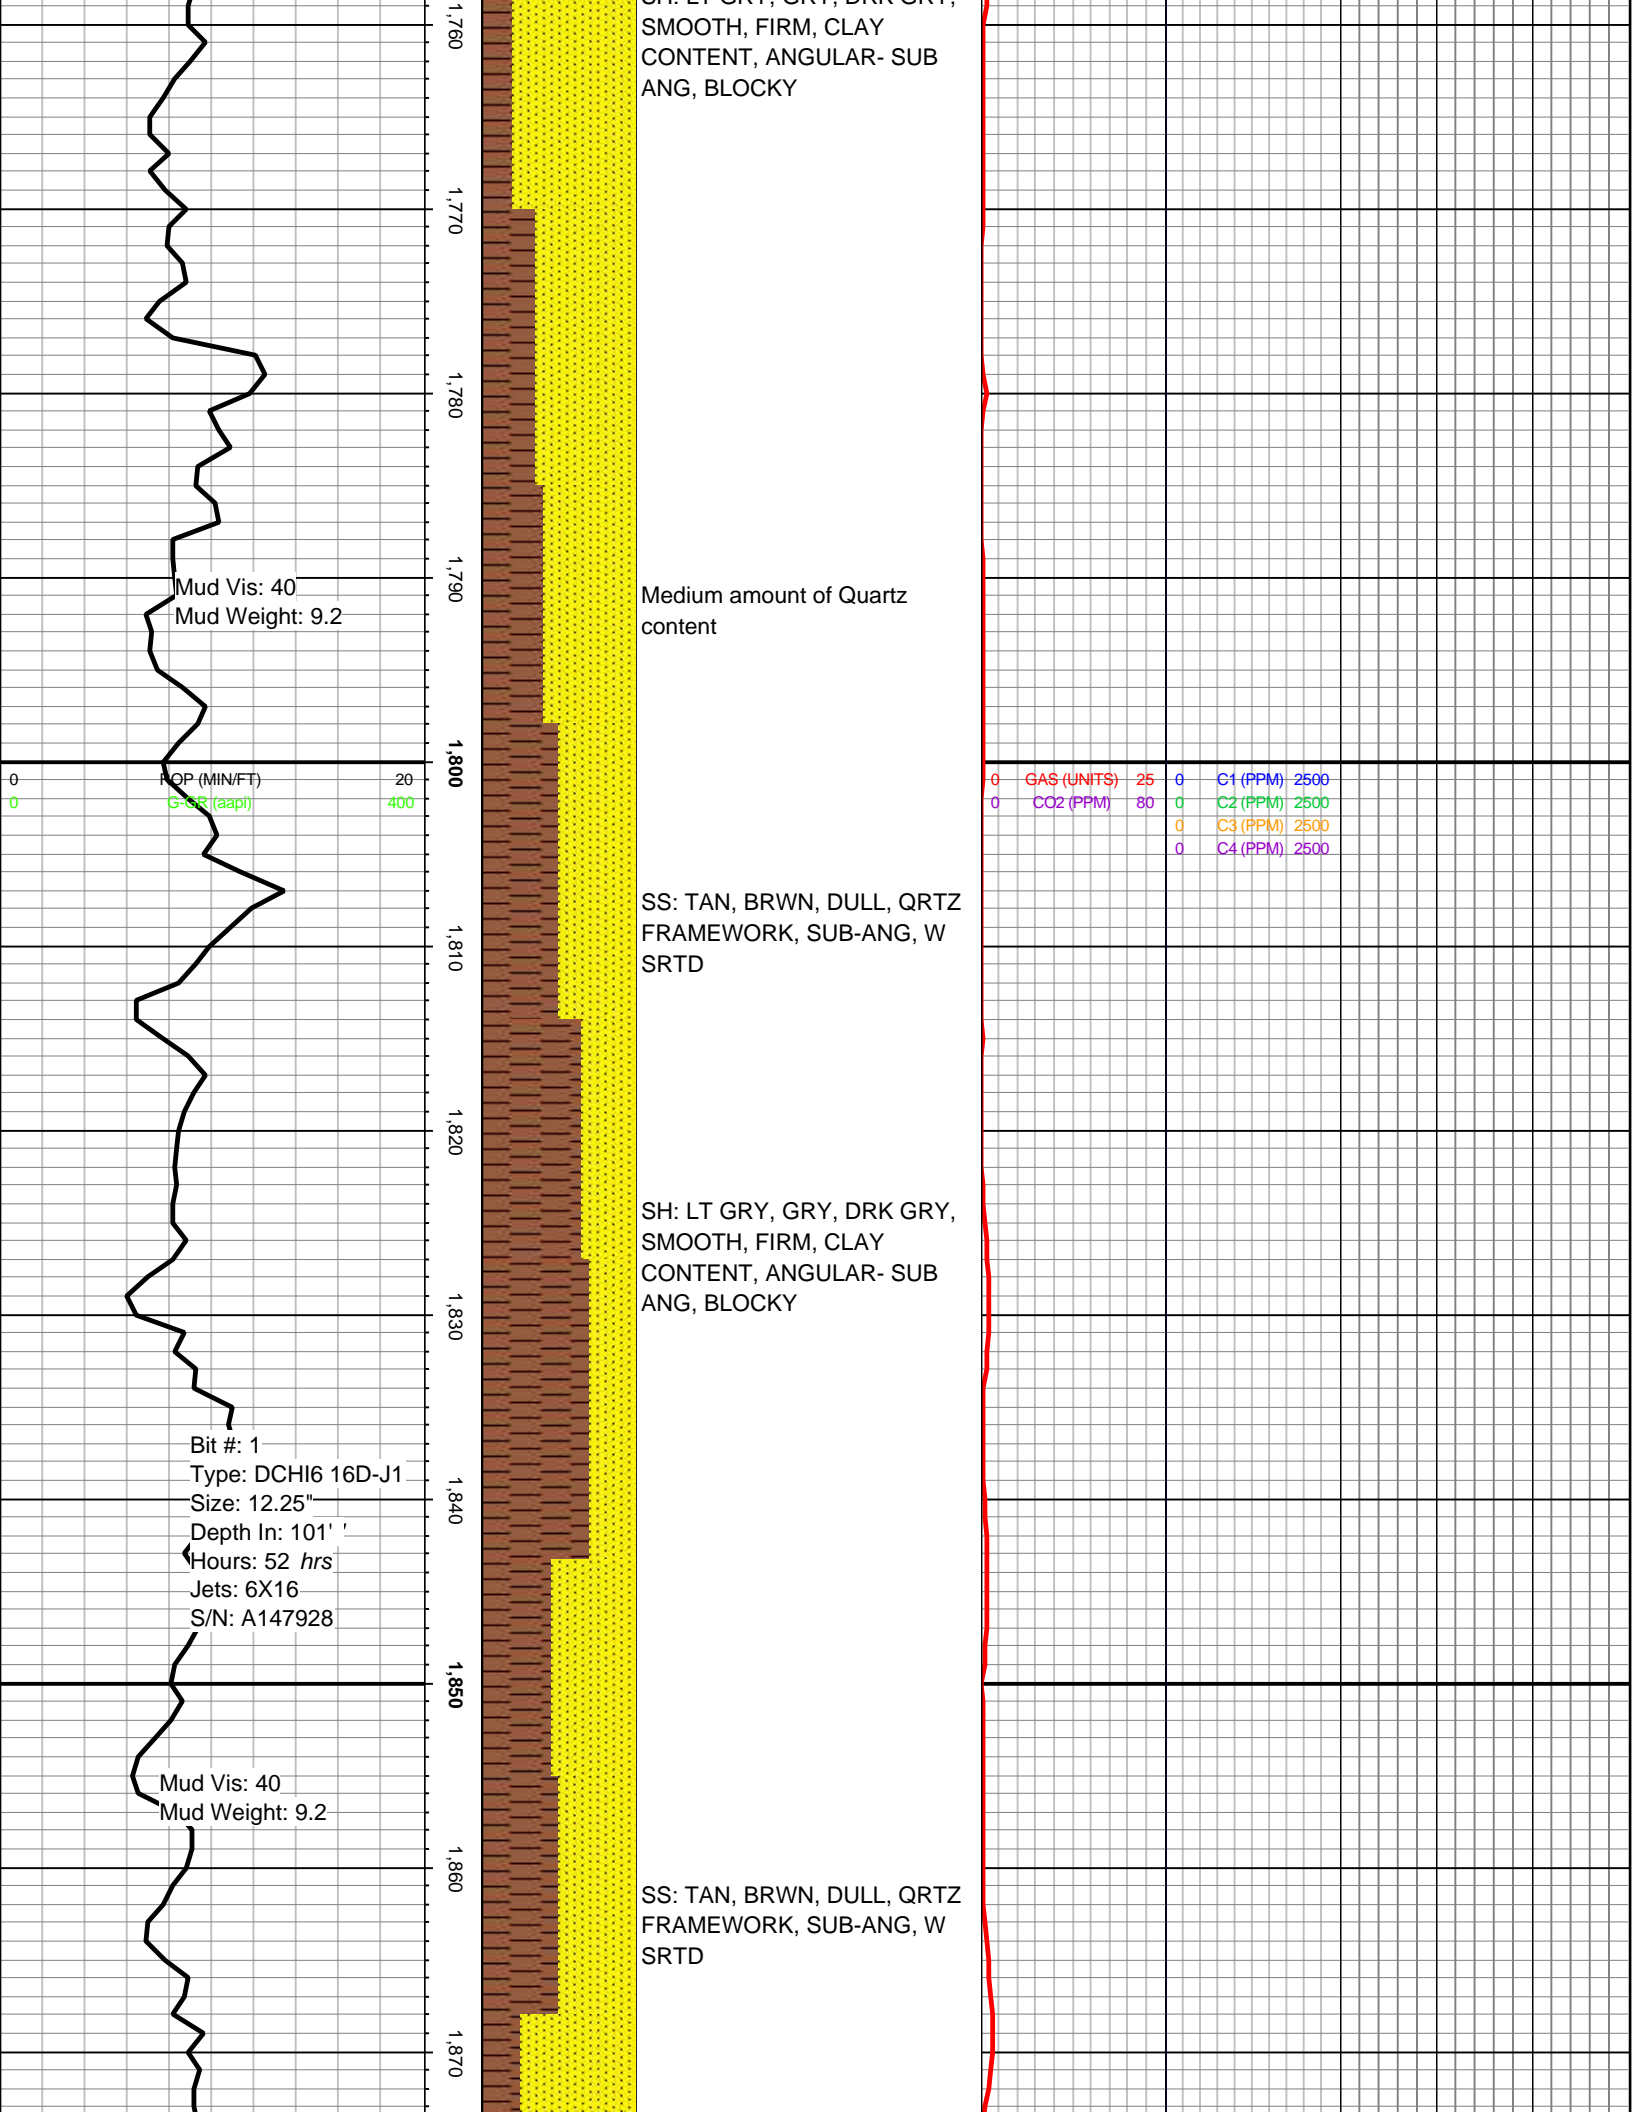 SH: LT GRY, GRY, DRK GRY,
SMOOTH, FIRM, CLAY
CONTENT, ANGULAR- SUB
ANG, BLOCKY
1,760
1,770
1,780
1,790
Mud Vis: 40
Mud Weight: 9.2
Medium amount of Quartz
content
1,800
0 ROP (MIN/FT) 20
0 G-GR (aapi) 400
0 GAS (UNITS) 25
0 CO2 (PPM) 80
0 C1 (PPM) 2500
0 C2 (PPM) 2500
0 C3 (PPM) 2500
0 C4 (PPM) 2500
SS: TAN, BRWN, DULL, QRTZ
FRAMEWORK, SUB-ANG, W
SRTD
1,810
1,820
SH: LT GRY, GRY, DRK GRY,
SMOOTH, FIRM, CLAY
CONTENT, ANGULAR- SUB
ANG, BLOCKY
1,830
Bit #: 1
Type: DCHI6 16D-J1
Size: 12.25"
Depth In: 101'
Hours: 52 hrs
Jets: 6X16
S/N: A147928
1,840
1,850
Mud Vis: 40
Mud Weight: 9.2
1,860
SS: TAN, BRWN, DULL, QRTZ
FRAMEWORK, SUB-ANG, W
SRTD
1,870